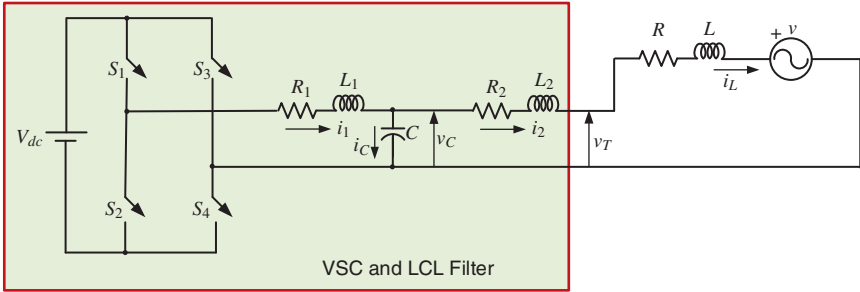 R L + v
S1 S3 R1 L1 R2 L2 iL
Vdc i1 iC C vC i2 vT
S2 S4
VSC and LCL Filter